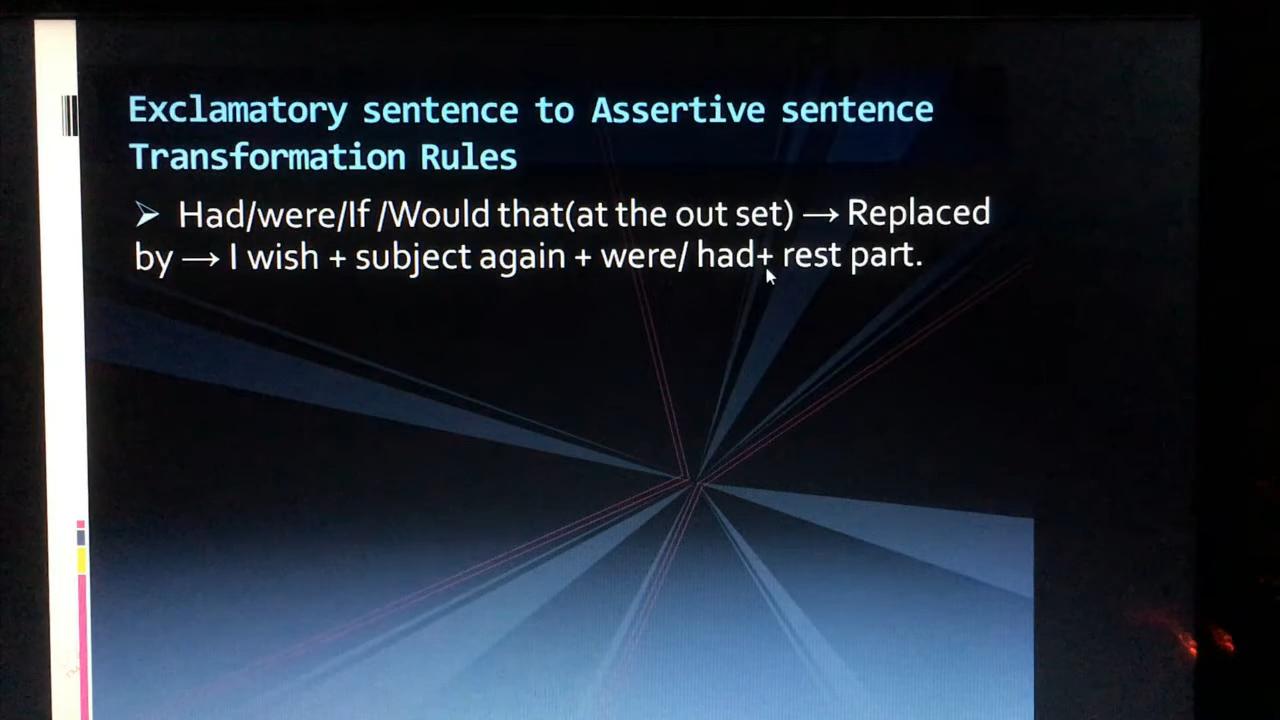 Exclamatory sentence to Assertive sentence
Transformation Rules
➢ Had/were/If /Would that(at the out set) → Replaced
by → I wish + subject again + were/ had+ rest part.